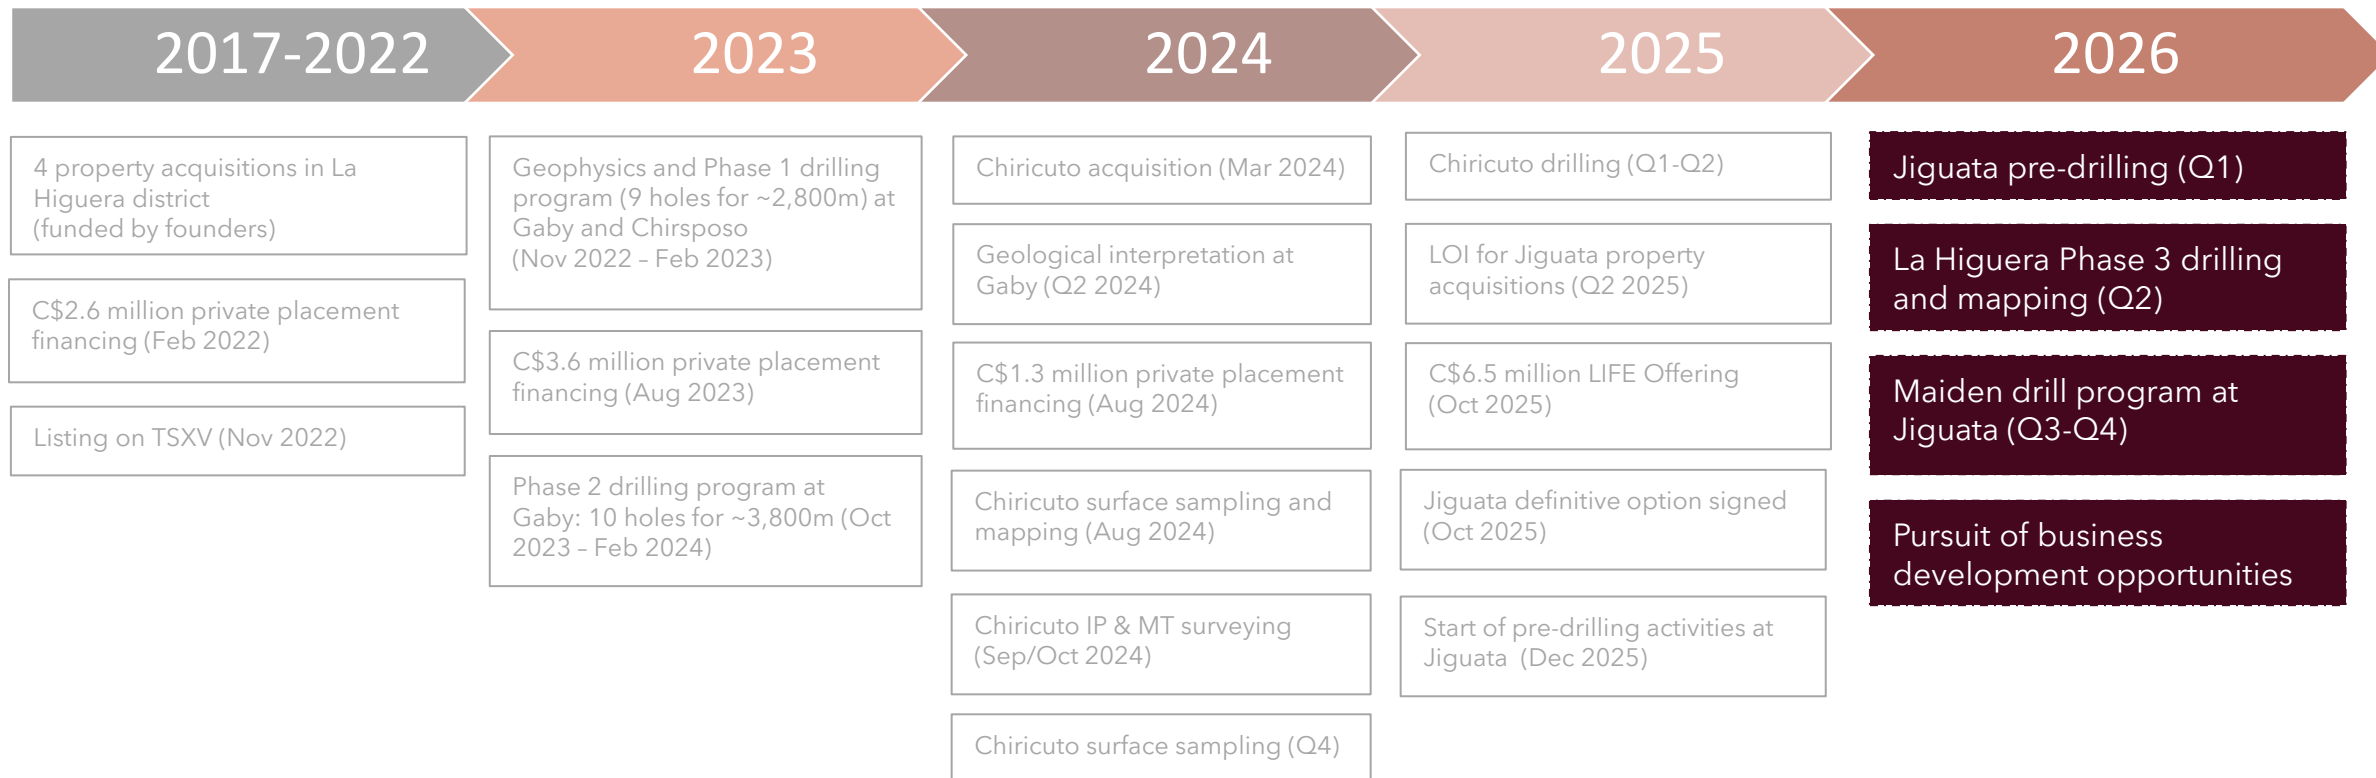 2017-2022
2023
2024
2025
2026
4 property acquisitions in La
Higuera district
(funded by founders)
C$2.6 million private placement
financing (Feb 2022)
Listing on TSXV (Nov 2022)
Geophysics and Phase 1 drilling
program (9 holes for ~2,800m) at
Gaby and Chirsposo
(Nov 2022 – Feb 2023)
C$3.6 million private placement
financing (Aug 2023)
Phase 2 drilling program at
Gaby: 10 holes for ~3,800m (Oct
2023 – Feb 2024)
Chiricuto acquisition (Mar 2024)
Geological interpretation at
Gaby (Q2 2024)
C$1.3 million private placement
financing (Aug 2024)
Chiricuto surface sampling and
mapping (Aug 2024)
Chiricuto IP & MT surveying
(Sep/Oct 2024)
Chiricuto surface sampling (Q4)
Chiricuto drilling (Q1-Q2)
LOI for Jiguata property
acquisitions (Q2 2025)
C$6.5 million LIFE Offering
(Oct 2025)
Jiguata definitive option signed
(Oct 2025)
Start of pre-drilling activities at
Jiguata (Dec 2025)
Jiguata pre-drilling (Q1)
La Higuera Phase 3 drilling
and mapping (Q2)
Maiden drill program at
Jiguata (Q3-Q4)
Pursuit of business
development opportunities